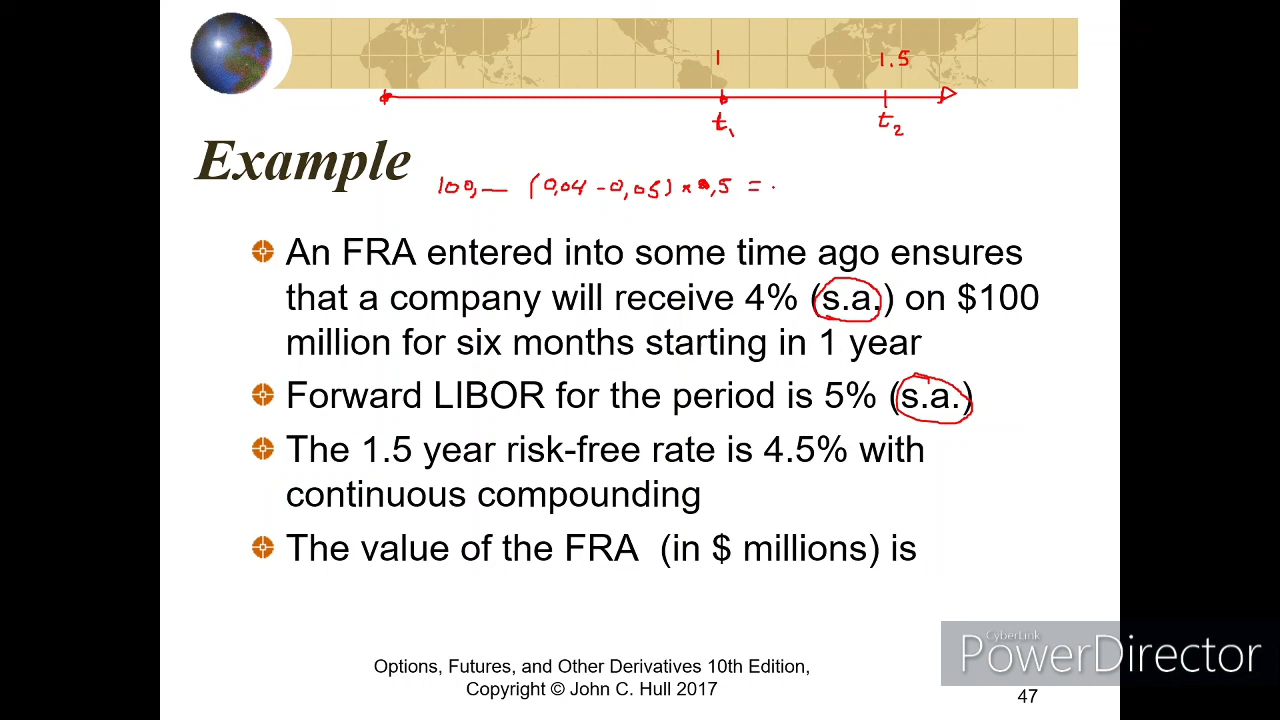 1 1.5
t₁ t₂
Example
100,— (0,04 - 0,05) × 0,5 =
An FRA entered into some time ago ensures
that a company will receive 4% (s.a.) on $100
million for six months starting in 1 year
Forward LIBOR for the period is 5% (s.a.)
The 1.5 year risk-free rate is 4.5% with
continuous compounding
The value of the FRA (in $ millions) is
Options, Futures, and Other Derivatives 10th Edition,
Copyright © John C. Hull 2017
47
CyberLink
PowerDirector